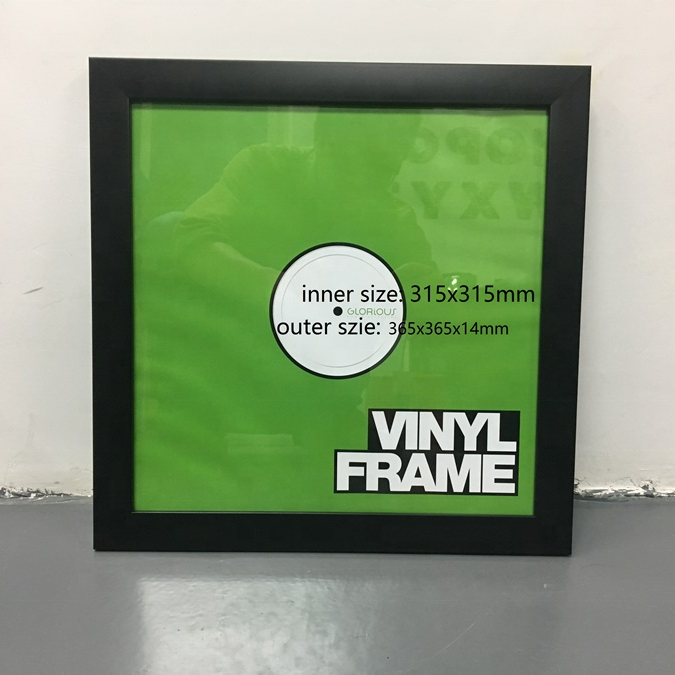 inner size: 315x315mm
GLORIOUS
outer szie: 365x365x14mm
VINYL
FRAME